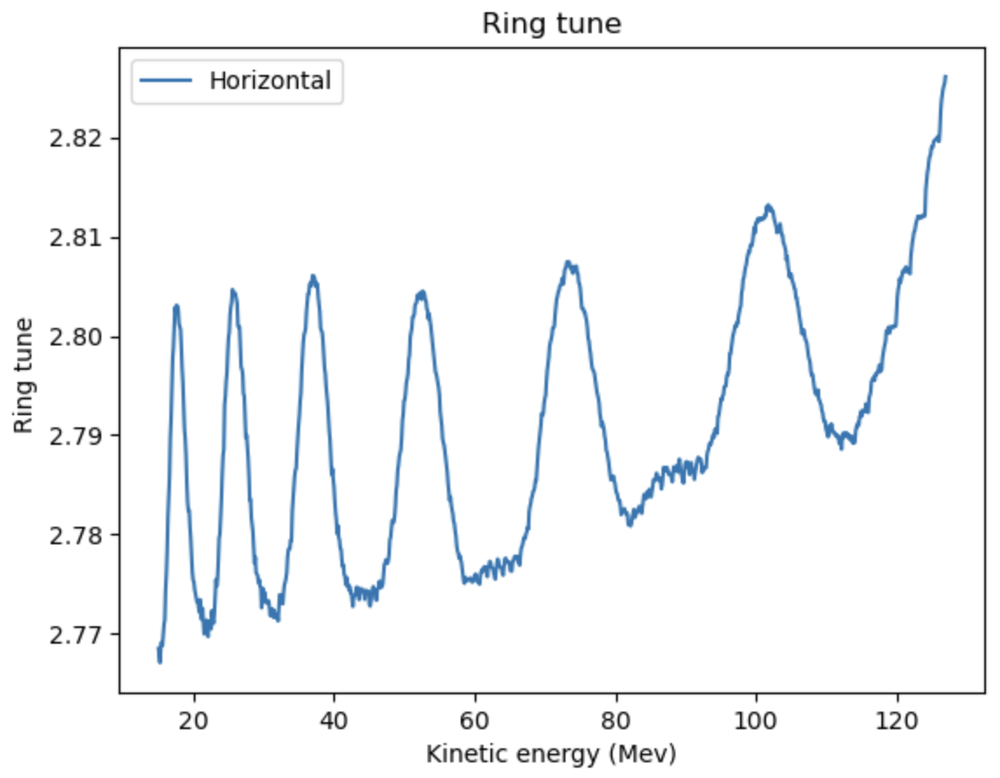 Ring tune
Horizontal
2.82
2.81
2.80
2.79
2.78
2.77
Ring tune
20 40 60 80 100 120
Kinetic energy (Mev)